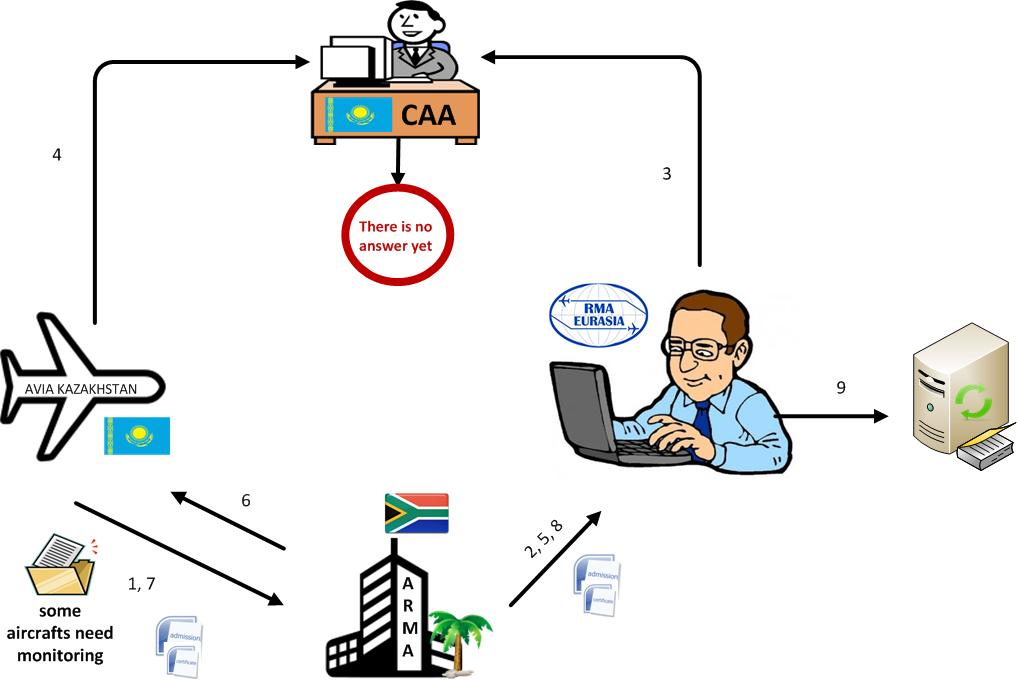 CAA
4
3
There is no
answer yet
RMA
EURASIA
AVIA KAZAKHSTAN
9
6
2, 5, 8
1, 7
A
R
M
A
admission
certificate
some
aircrafts need
monitoring
admission
certificate